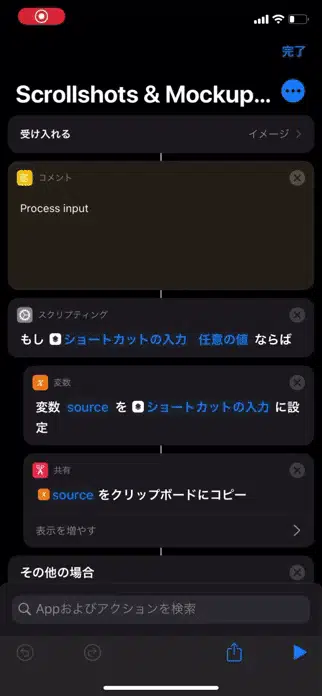 完了
Scrollshots & Mockup...
受け入れる
イメージ
コメント
Process input
スクリプティング
もし ショートカットの入力 任意の値 ならば
変数
変数 source を ショートカットの入力 に設
定
共有
source をクリップボードにコピー
表示を増やす
その他の場合
Appおよびアクションを検索